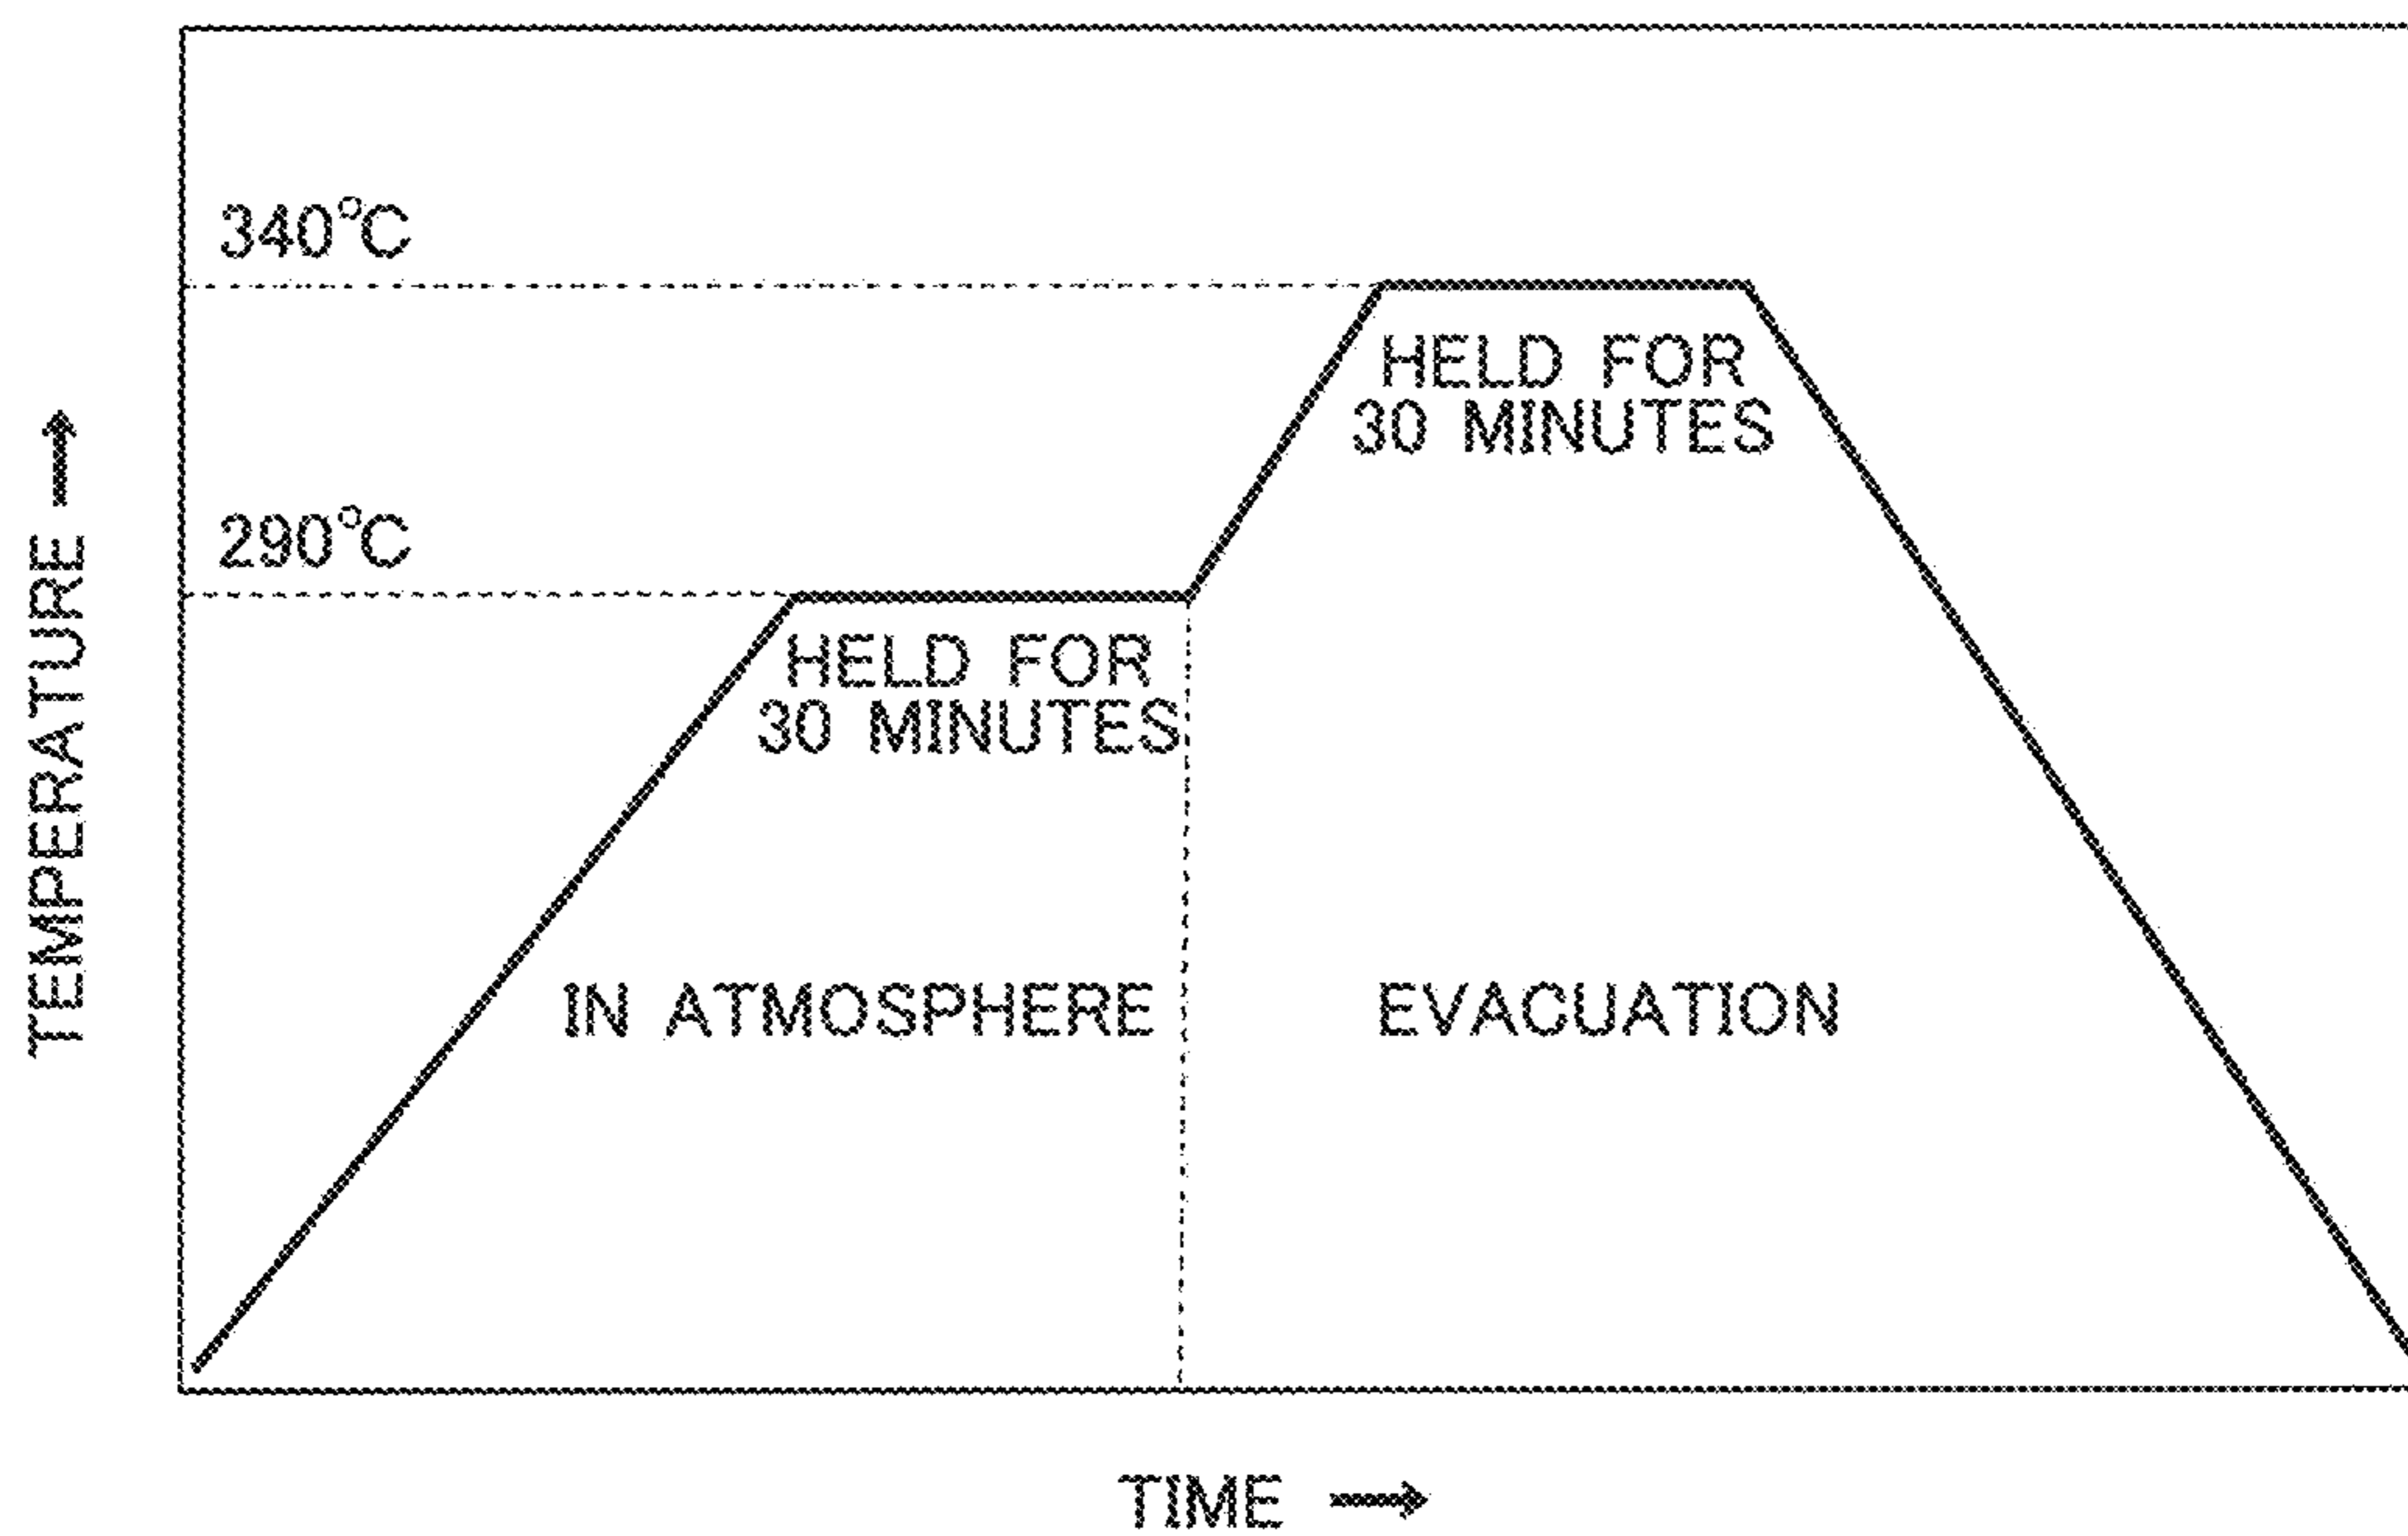 340°C
HELD FOR
30 MINUTES
290°C
HELD FOR
30 MINUTES
IN ATMOSPHERE
EVACUATION
TEMPERATURE →
TIME →